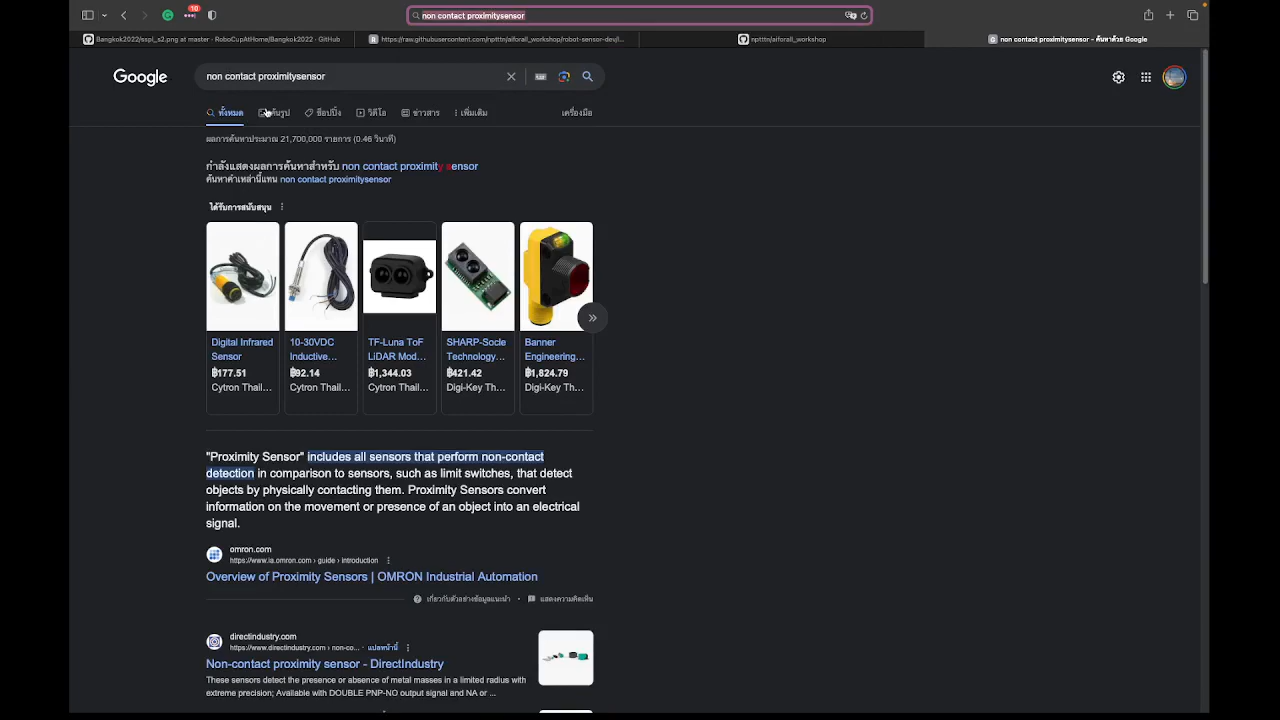 10
non contact proximitysensor
Bangkok2022/sspl_s2.png at master · RoboCupAtHome/Bangkok2022 · GitHub
https://raw.githubusercontent.com/nptttn/aiforall_workshop/robot-sensor-dev/I...
npttn/aiforall_workshop
non contact proximitysensor - ค้นหาด้วย Google
Google
non contact proximitysensor
ทั้งหมด
ค้นรูป
ช็อปปิ้ง
วิดีโอ
ข่าวสาร
เพิ่มเติม
เครื่องมือ
ผลการค้นหาประมาณ 21,700,000 รายการ (0.46 วินาที)
กำลังแสดงผลการค้นหาสำหรับ non contact proximity sensor
ค้นหาคำเหล่านี้แทน non contact proximitysensor
ได้รับการสนับสนุน
Digital Infrared
Sensor
฿177.51
Cytron Thail...
10-30VDC
Inductive...
฿92.14
Cytron Thail...
TF-Luna ToF
LiDAR Mod...
฿1,344.03
Cytron Thail...
SHARP-Socle
Technology...
฿421.42
Digi-Key Th...
Banner
Engineering...
฿1,824.79
Digi-Key Th...
"Proximity Sensor" includes all sensors that perform non-contact
detection in comparison to sensors, such as limit switches, that detect
objects by physically contacting them. Proximity Sensors convert
information on the movement or presence of an object into an electrical
signal.
omron.com
https://www.ia.omron.com › guide › introduction
Overview of Proximity Sensors | OMRON Industrial Automation
เกี่ยวกับตัวอย่างข้อมูลแนะนำ · แสดงความคิดเห็น
directindustry.com
https://www.directindustry.com › non-co... · แปลหน้านี้
Non-contact proximity sensor - DirectIndustry
These sensors detect the presence or absence of metal masses in a limited radius with
extreme precision; Available with DOUBLE PNP-NO output signal and NA or ...